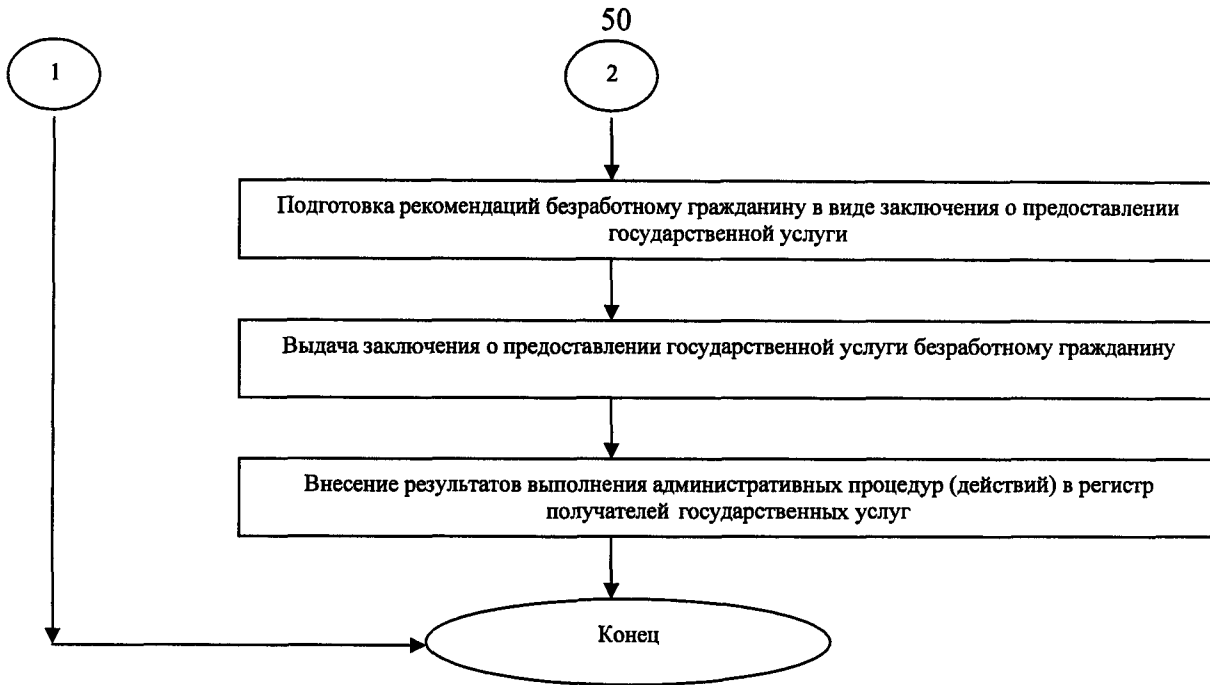 50
1
2
Подготовка рекомендаций безработному гражданину в виде заключения о предоставлении
государственной услуги
Выдача заключения о предоставлении государственной услуги безработному гражданину
Внесение результатов выполнения административных процедур (действий) в регистр
получателей государственных услуг
Конец